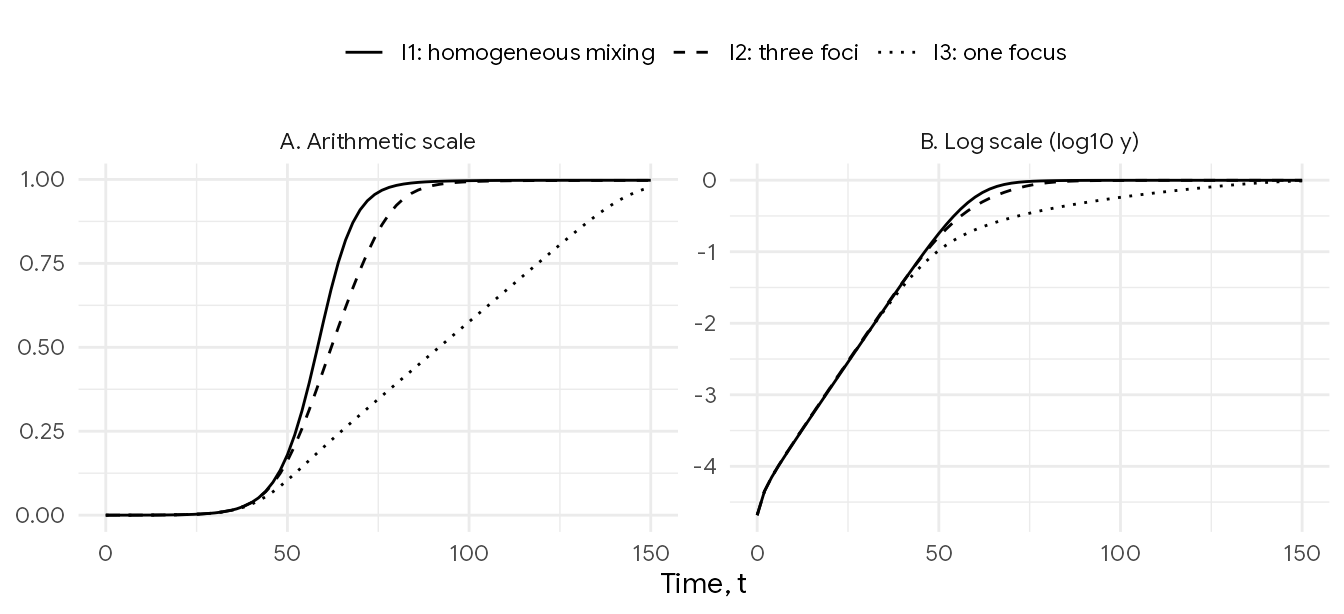 I1: homogeneous mixing I2: three foci I3: one focus
A. Arithmetic scale
B. Log scale (log10 y)
1.00
0.75
0.50
0.25
0.00
0
-1
-2
-3
-4
0 50 100 150
0 50 100 150
Time, t